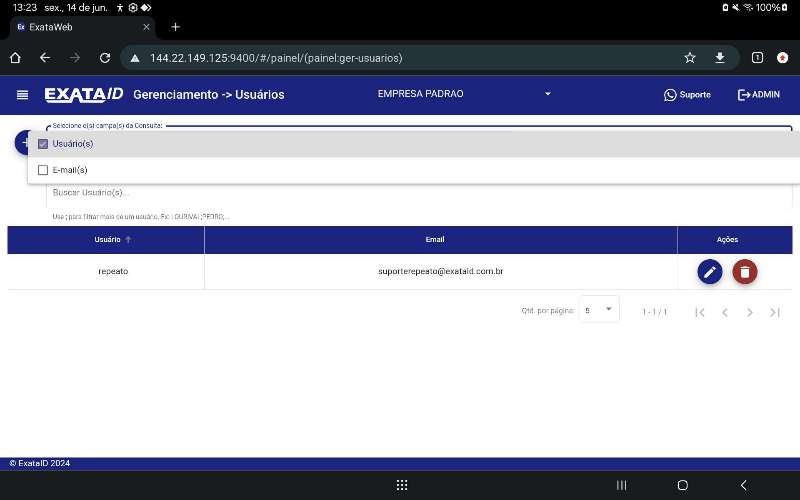 13:23 sex., 14 de jun. 100%
Ex ExataWeb
144.22.149.125:9400/#/painel/(painel:ger-usuarios) 1
EXATAID Gerenciamento -> Usuários EMPRESA PADRAO Suporte ADMIN
Selecione o(s) campo(s) da Consulta:
Usuário(s)
E-mail(s)
Buscar Usuário(s)...
Use ; para filtrar mais de um usuário. Ex: LOURIVAL;PEDRO;...
Usuário Email Ações
repeato suporterepeato@exataid.com.br
Qtd. por página: 5 1 - 1 / 1
© ExataID 2024